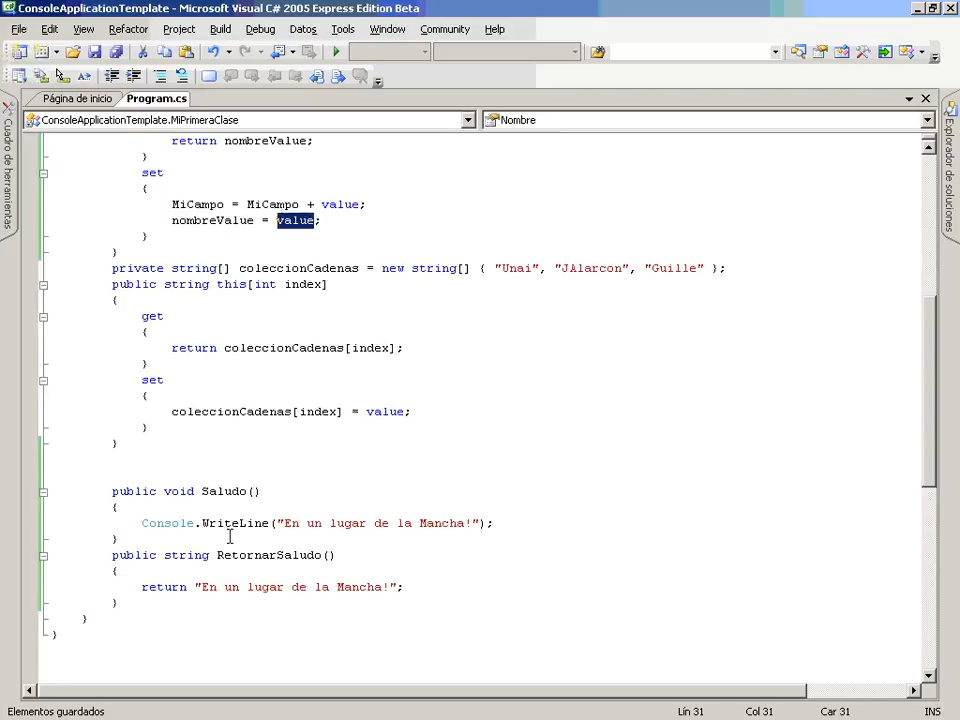 ConsoleApplicationTemplate - Microsoft Visual C# 2005 Express Edition Beta
File Edit View Refactor Project Build Debug Datos Tools Window Community Help
Página de inicio Program.cs
ConsoleApplicationTemplate.MiPrimeraClase Nombre
Cuadro de herramientas
Explorador de soluciones
return nombreValue;
}
set
{
MiCampo = MiCampo + value;
nombreValue = value;
}
}
private string[] coleccionCadenas = new string[] { "Unai", "JAlarcon", "Guille" };
public string this[int index]
{
get
{
return coleccionCadenas[index];
}
set
{
coleccionCadenas[index] = value;
}
}
public void Saludo()
{
Console.WriteLine("En un lugar de la Mancha!");
}
public string RetornarSaludo()
{
return "En un lugar de la Mancha!";
}
}
}
Elementos guardados Lín 31 Col 31 Car 31 INS